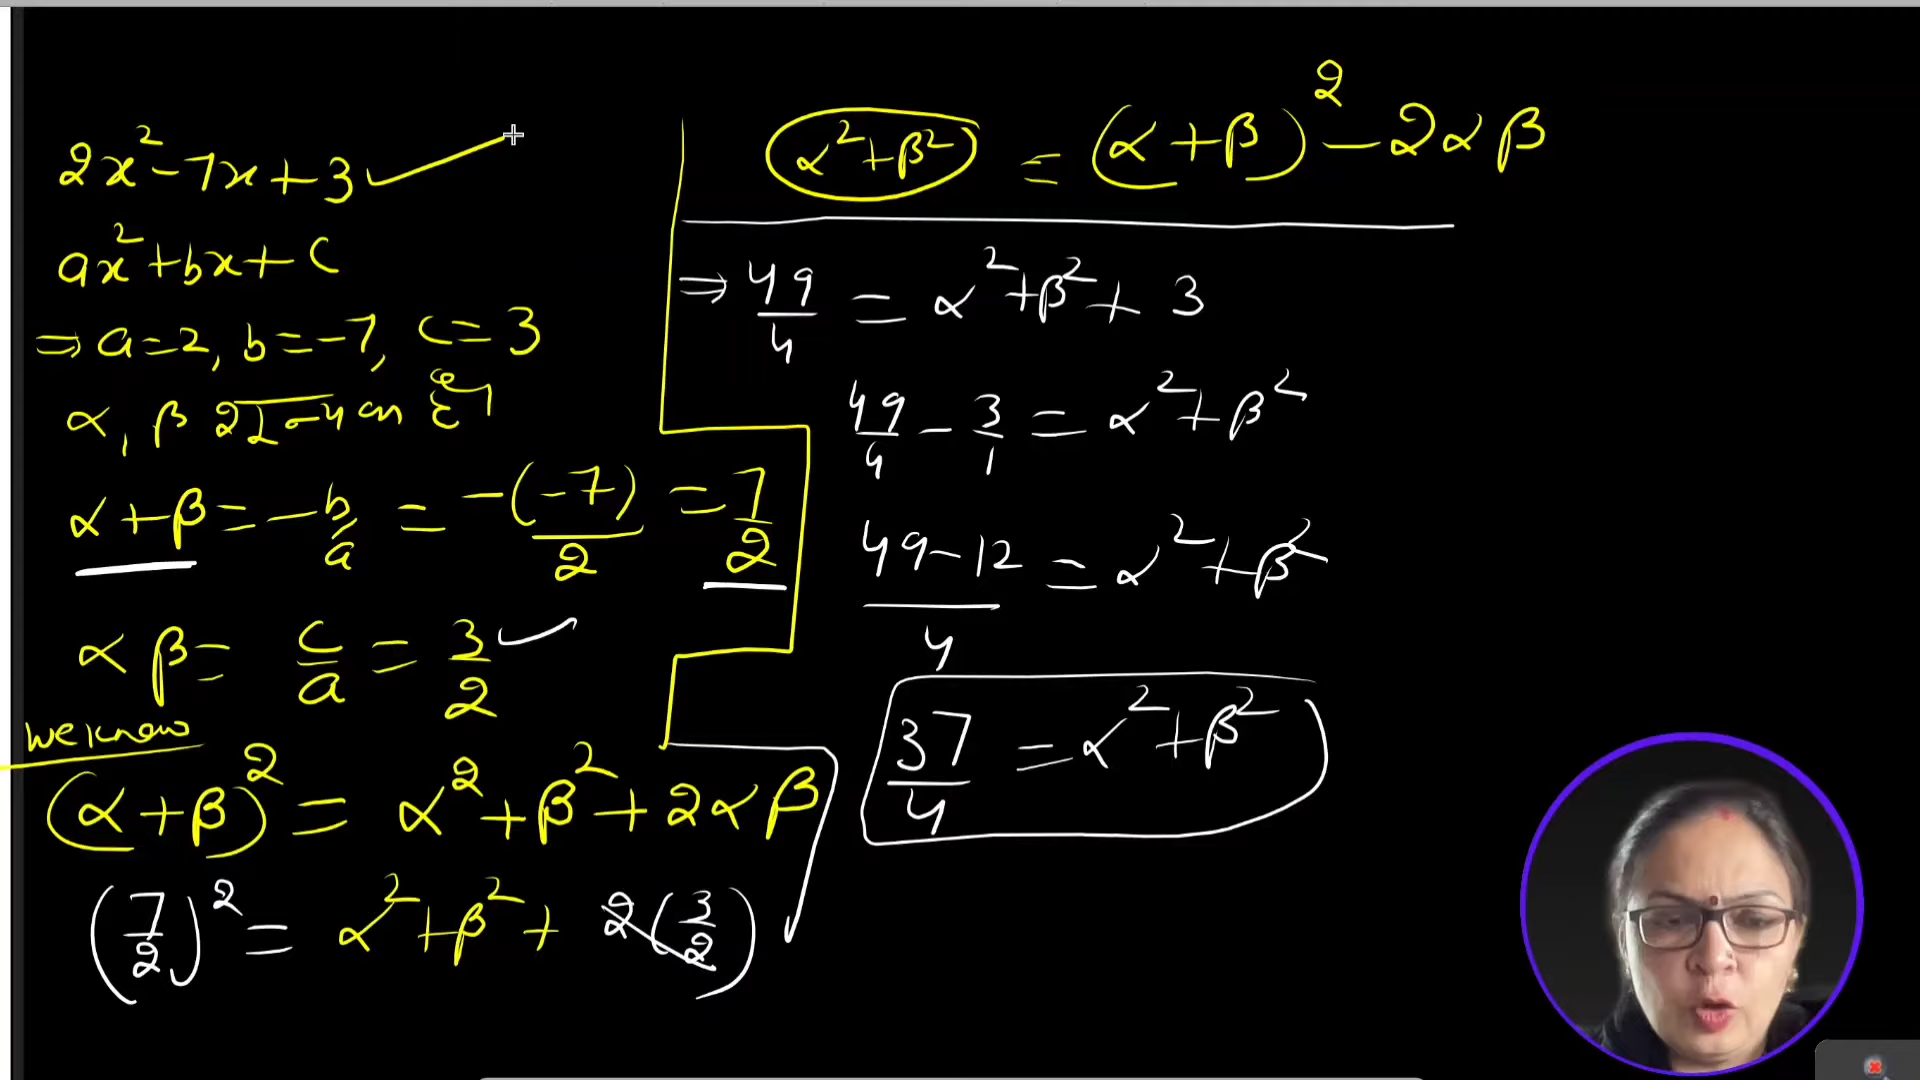 2x²-7x+3
ax²+bx+c
⇒ a=2, b=-7, c=3
α, β
α+β = -b/a = -(-7)/2 = 7/2
αβ = c/a = 3/2
We know
(α+β)² = α²+β²+2αβ
(7/2)² = α²+β²+ 2(3/2)
α²+β² = (α+β)²-2αβ
⇒ 49/4 = α²+β²+3
49/4 - 3/1 = α²+β²
49-12/4 = α²+β²
37/4 = α²+β²